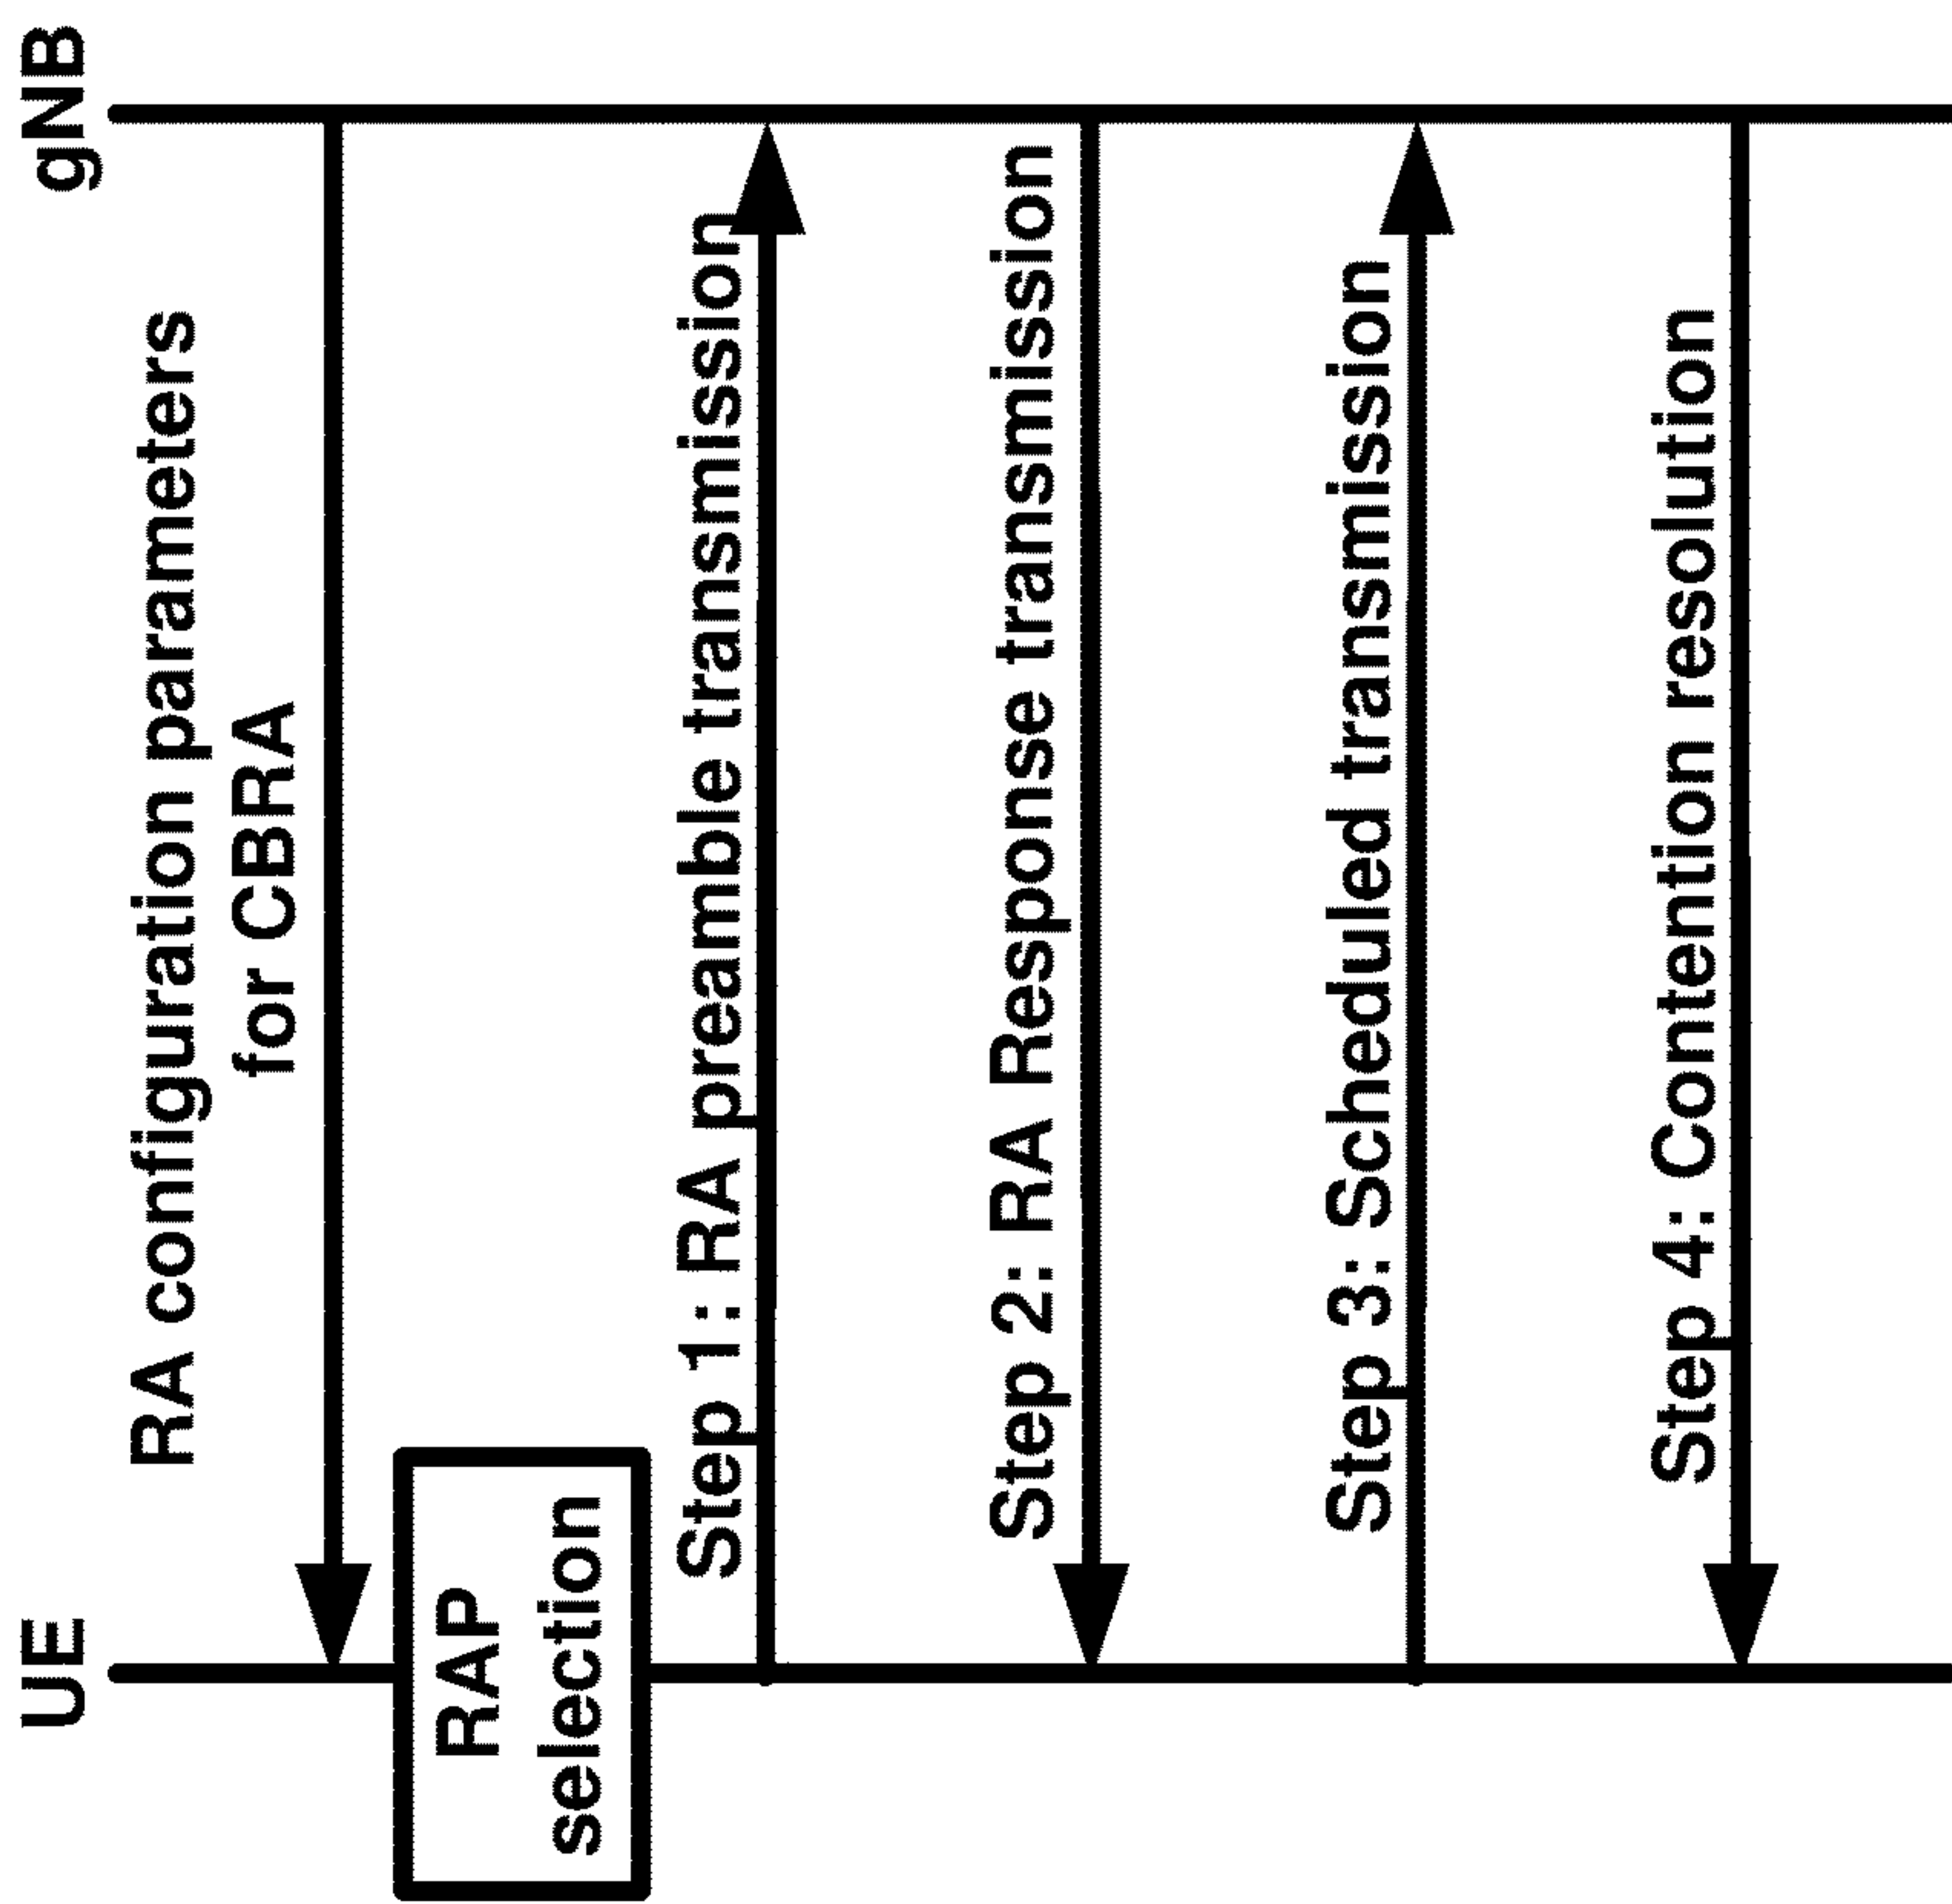 UE
gNB
RA configuration parameters
for CBRA
RAP
selection
Step 1: RA preamble transmission
Step 2: RA Response transmission
Step 3: Scheduled transmission
Step 4: Contention resolution